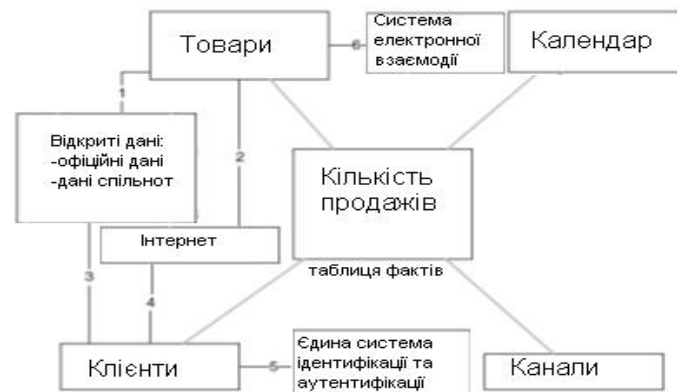 Товари
6
Система
електронної
взаємодії
Календар
1
Відкриті дані:
-офіційні дані
-дані спільнот
2
Кількість
продажів
Інтернет
таблиця фактів
3
4
Клієнти
5
Єдина система
ідентифікації та
аутентифікації
Канали